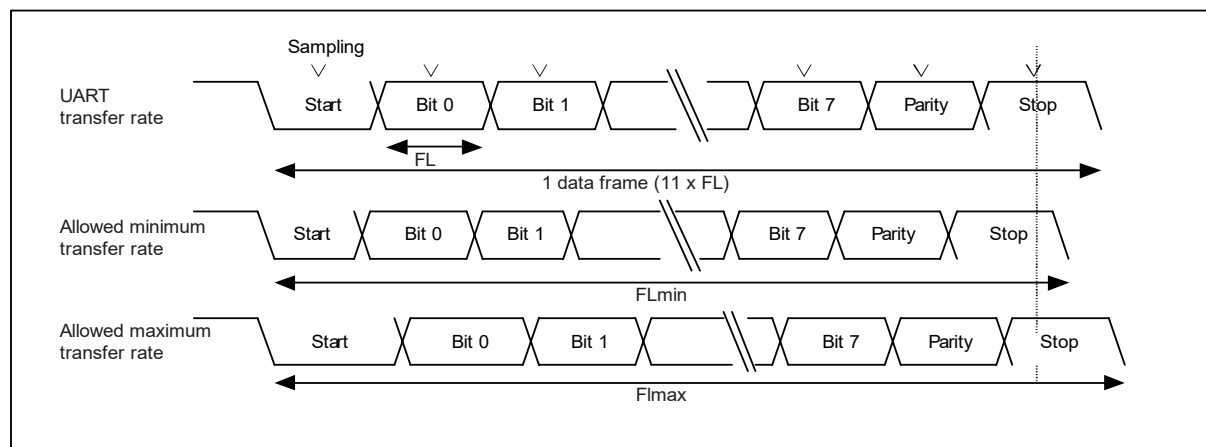 Sampling
UART
transfer rate
Start Bit 0 Bit 1 Bit 7 Parity Stop
FL
1 data frame (11 x FL)
Allowed minimum
transfer rate
Start Bit 0 Bit 1 Bit 7 Parity Stop
FLmin
Allowed maximum
transfer rate
Start Bit 0 Bit 1 Bit 7 Parity Stop
Flmax